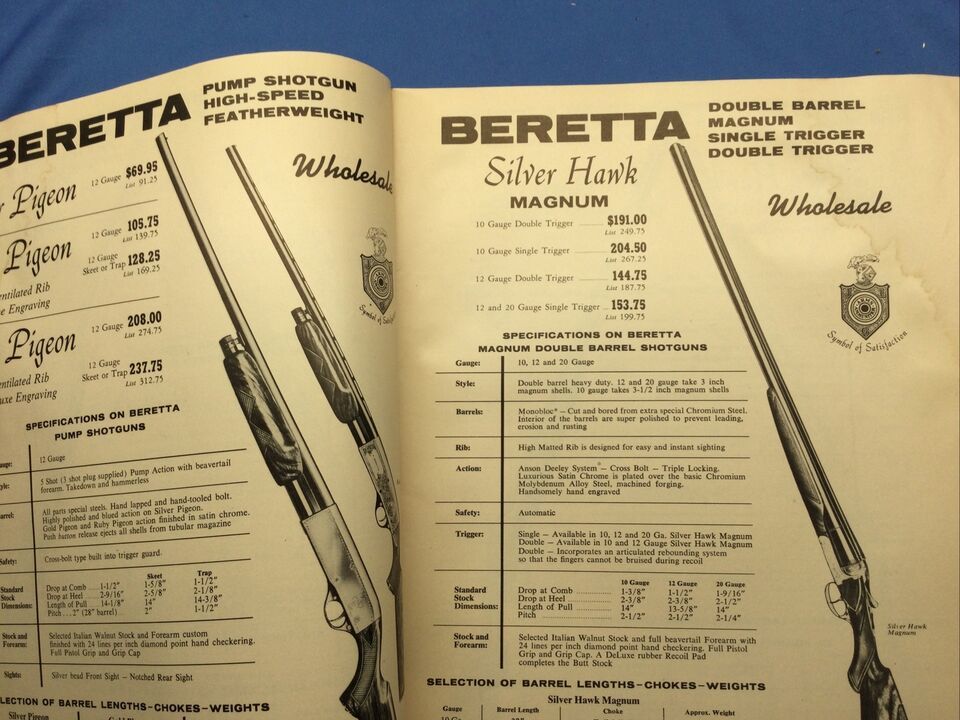 BERETTA
PUMP SHOTGUN
HIGH-SPEED
FEATHERWEIGHT
Wholesale
Pigeon
12 Gauge $69.95
List 91.25
Pigeon
12 Gauge 105.75
List 139.75
12 Gauge
Skeet or Trap 128.25
List 169.25
Ventilated Rib
Engraving
Pigeon
12 Gauge 208.00
List 274.75
12 Gauge
Skeet or Trap 237.75
List 312.75
Ventilated Rib
Engraving
Symbol of Satisfaction
SPECIFICATIONS ON BERETTA
PUMP SHOTGUNS
12 Gauge
5 Shot (3 shot plug supplied) Pump Action with beavertail
forearm. Takedown and hammerless
All parts special steels. Hand lapped and hand-tooled bolt.
Highly polished and blued action on Silver Pigeon.
Gold Pigeon and Ruby Pigeon action finished in satin chrome.
Push button release ejects all shells from tubular magazine
Safety: Cross-bolt type built into trigger guard.
Standard Stock Dimensions:
Skeet Trap
Drop at Comb 1-1/2" 1-5/8" 1-1/2"
Drop at Heel 2-9/16" 2-5/8" 2-1/8"
Length of Pull 14-1/8" 14" 14-3/8"
Pitch ... 2" (28" barrel) 2" 1-1/2"
Stock and Forearm: Selected Italian Walnut Stock and Forearm custom
finished with 24 lines per inch diamond point hand checkering.
Full Pistol Grip and Grip Cap
Sights: Silver bead Front Sight – Notched Rear Sight
SELECTION OF BARREL LENGTHS–CHOKES–WEIGHTS
Silver Pigeon
BERETTA
DOUBLE BARREL
MAGNUM
SINGLE TRIGGER
DOUBLE TRIGGER
Silver Hawk
MAGNUM
Wholesale
10 Gauge Double Trigger $191.00
List 249.75
10 Gauge Single Trigger 204.50
List 267.25
12 Gauge Double Trigger 144.75
List 187.75
12 and 20 Gauge Single Trigger 153.75
List 199.75
Symbol of Satisfaction
SPECIFICATIONS ON BERETTA
MAGNUM DOUBLE BARREL SHOTGUNS
Gauge: 10, 12 and 20 Gauge
Style: Double barrel heavy duty. 12 and 20 gauge take 3 inch
magnum shells. 10 gauge takes 3-1/2 inch magnum shells
Barrels: Monobloc* – Cut and bored from extra special Chromium Steel.
Interior of the barrels are super polished to prevent leading,
erosion and rusting
Rib: High Matted Rib is designed for easy and instant sighting
Action: Anson Deeley System* – Cross Bolt – Triple Locking.
Luxurious Satin Chrome is plated over the basic Chromium
Molybdenum Alloy Steel, machined forging.
Handsomely hand engraved
Safety: Automatic
Trigger: Single – Available in 10, 12 and 20 Ga. Silver Hawk Magnum
Double – Available in 10 and 12 Gauge Silver Hawk Magnum
Double – Incorporates an articulated rebounding system
so that the fingers cannot be bruised during recoil
Standard Stock Dimensions:
10 Gauge 12 Gauge 20 Gauge
Drop at Comb 1-3/8" 1-1/2" 1-9/16"
Drop at Heel 2-3/8" 2-3/8" 2-1/2"
Length of Pull 14" 13-5/8" 14"
Pitch 2-1/2" 2-1/2" 2-1/4"
Silver Hawk
Magnum
Stock and Forearm: Selected Italian Walnut Stock and full beavertail Forearm with
24 lines per inch diamond point hand checkering. Full Pistol
Grip and Grip Cap. A DeLuxe rubber Recoil Pad
completes the Butt Stock
SELECTION OF BARREL LENGTHS–CHOKES–WEIGHTS
Silver Hawk Magnum
Gauge Barrel Length Choke Approx. Weight